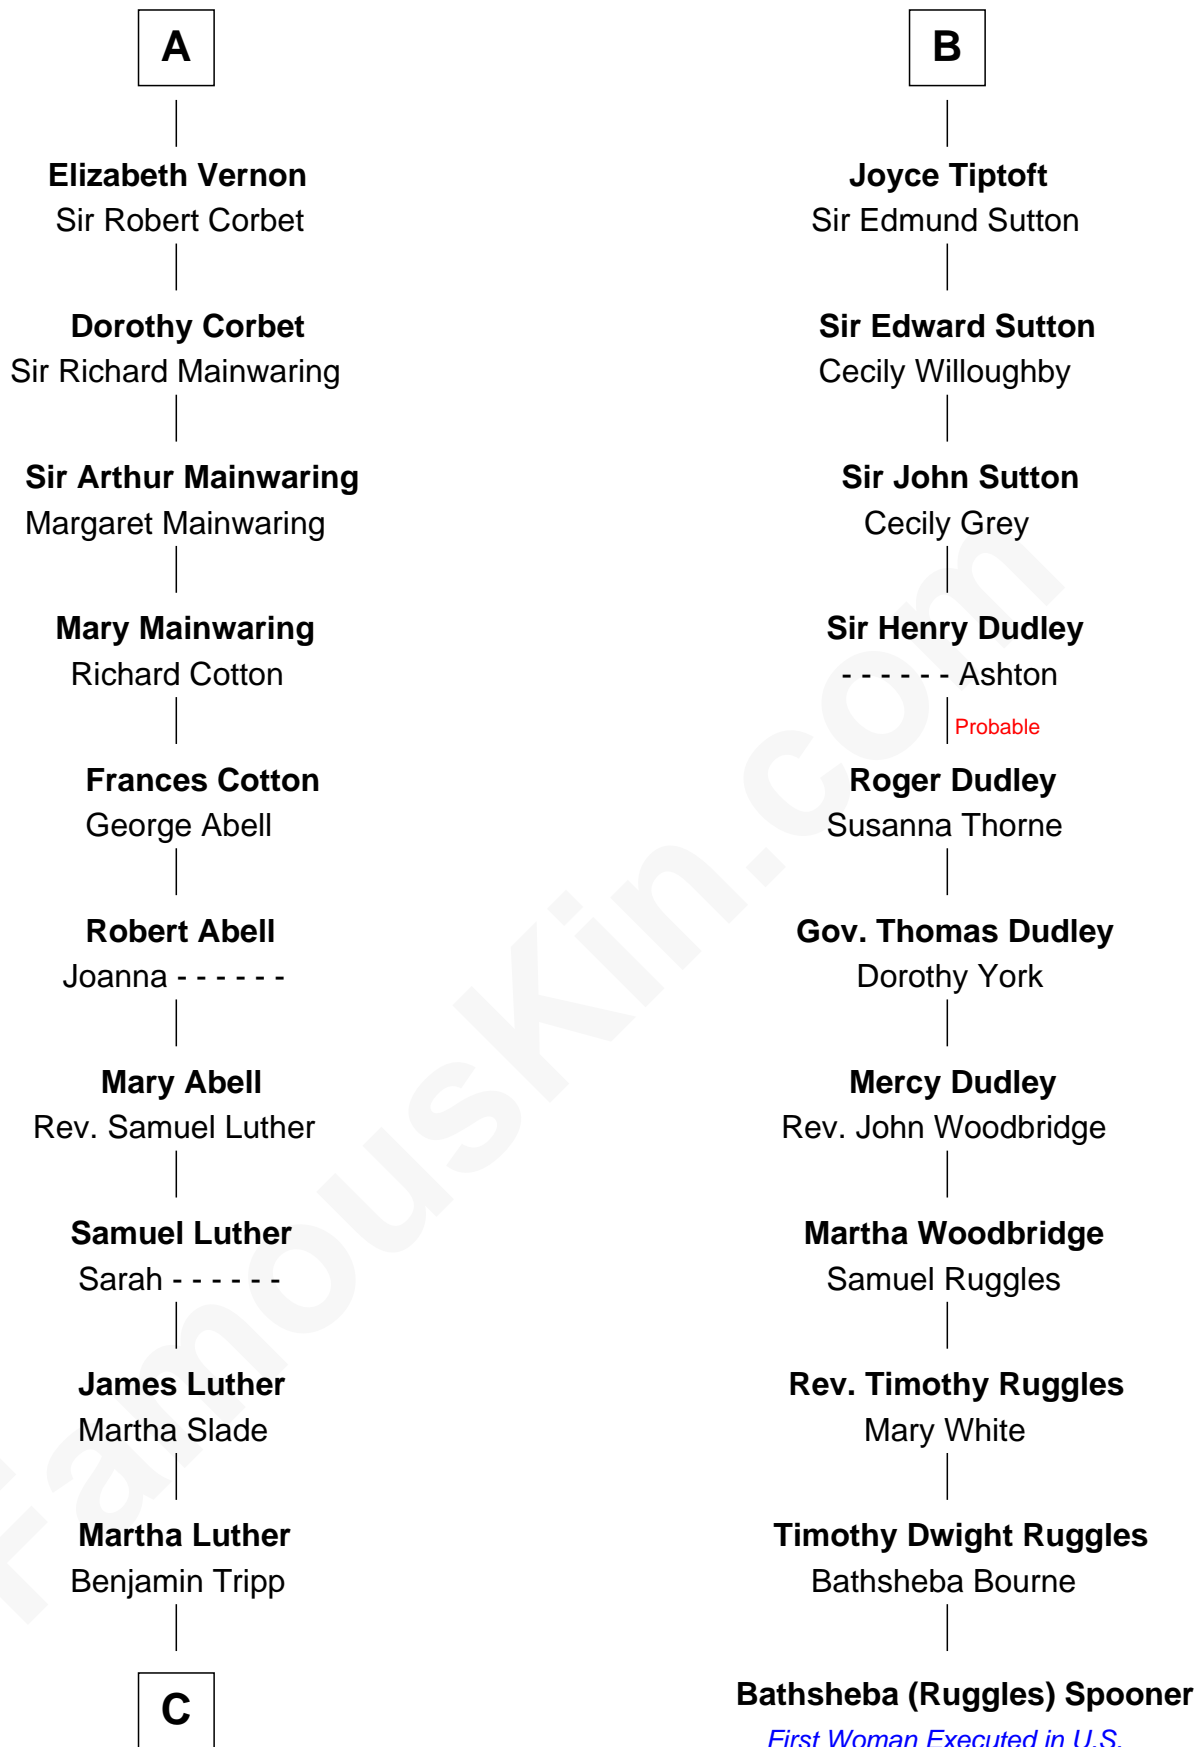 A
Elizabeth Vernon
Sir Robert Corbet
Dorothy Corbet
Sir Richard Mainwaring
Sir Arthur Mainwaring
Margaret Mainwaring
Mary Mainwaring
Richard Cotton
Frances Cotton
George Abell
Robert Abell
Joanna - - - - - -
Mary Abell
Rev. Samuel Luther
Samuel Luther
Sarah - - - - - -
James Luther
Martha Slade
Martha Luther
Benjamin Tripp
C
B
Joyce Tiptoft
Sir Edmund Sutton
Sir Edward Sutton
Cecily Willoughby
Sir John Sutton
Cecily Grey
Sir Henry Dudley
- - - - - - Ashton
Probable
Roger Dudley
Susanna Thorne
Gov. Thomas Dudley
Dorothy York
Mercy Dudley
Rev. John Woodbridge
Martha Woodbridge
Samuel Ruggles
Rev. Timothy Ruggles
Mary White
Timothy Dwight Ruggles
Bathsheba Bourne
Bathsheba (Ruggles) Spooner
First Woman Executed in U.S.
FamousKin.com